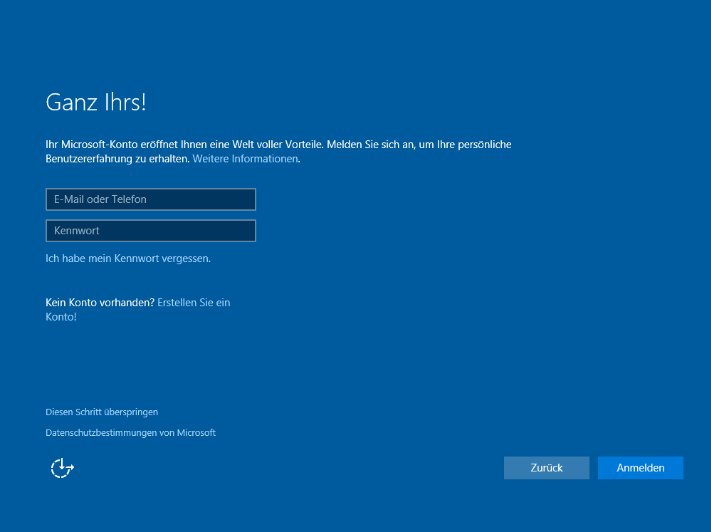 Ganz Ihrs!
Ihr Microsoft-Konto eröffnet Ihnen eine Welt voller Vorteile. Melden Sie sich an, um Ihre persönliche
Benutzererfahrung zu erhalten. Weitere Informationen.
E-Mail oder Telefon
Kennwort
Ich habe mein Kennwort vergessen.
Kein Konto vorhanden? Erstellen Sie ein
Konto!
Diesen Schritt überspringen
Datenschutzbestimmungen von Microsoft
Zurück
Anmelden